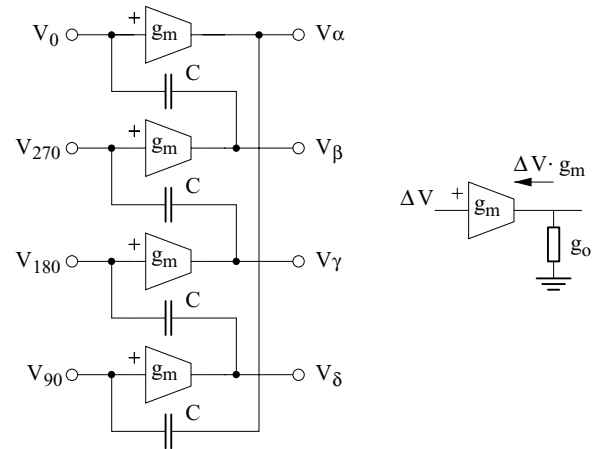 V0 + gm Vα
C
V270 + gm Vβ
C
V180 + gm Vγ
C
V90 + gm Vδ
C
ΔV· gm
ΔV + gm
go